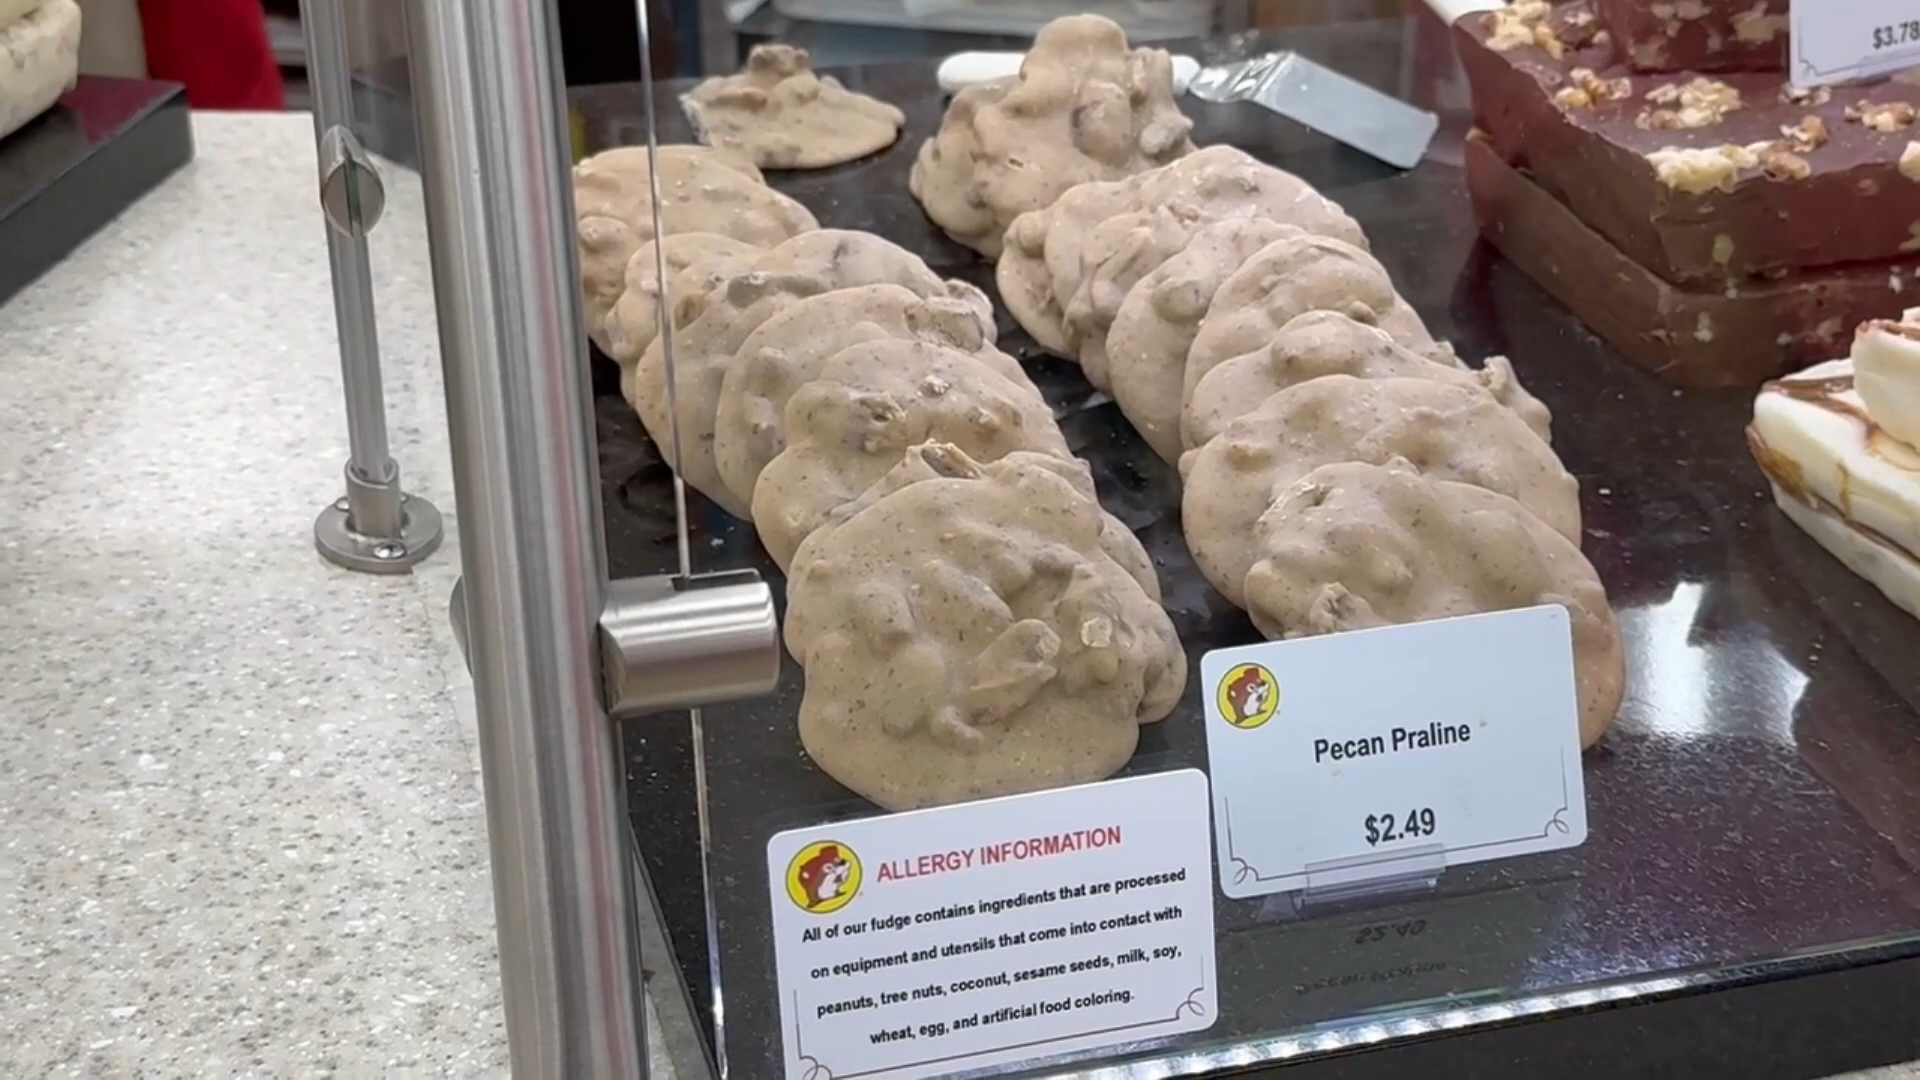 $3.78
Pecan Praline
$2.49
ALLERGY INFORMATION
All of our fudge contains ingredients that are processed
on equipment and utensils that come into contact with
peanuts, tree nuts, coconut, sesame seeds, milk, soy,
wheat, egg, and artificial food coloring.